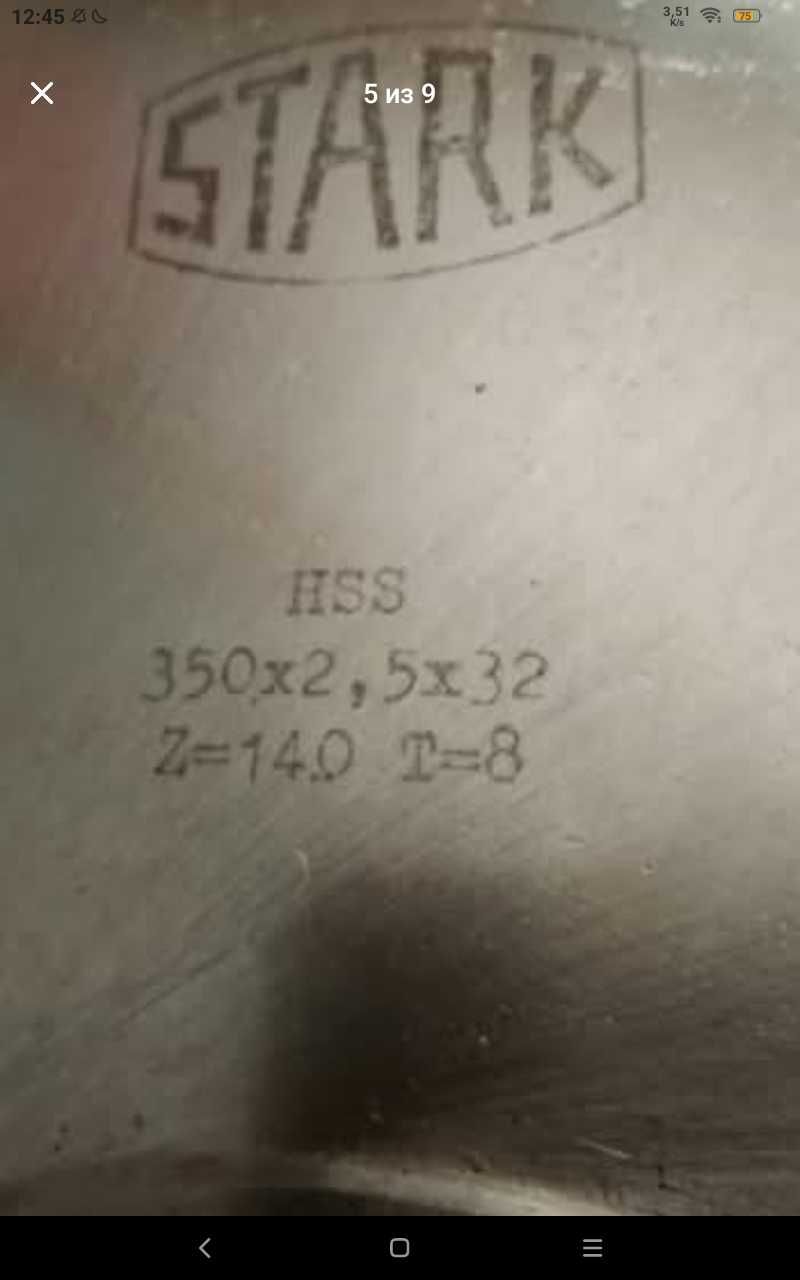 12:45
3,51
K/s
75
5 из 9
STARK
HSS
350x2,5x32
Z=140 T=8